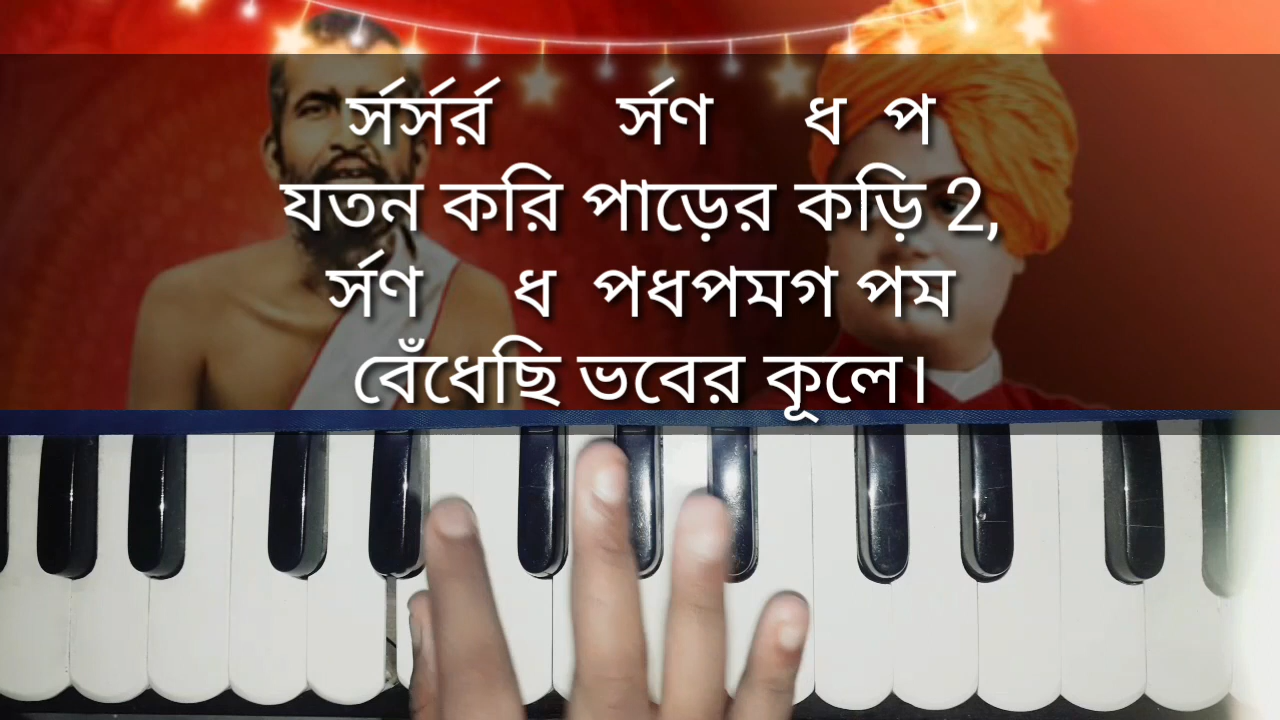 র্সর্সর্র র্সণ ধ প
যতন করি পাড়ের কড়ি 2,
র্সণ ধ পধপমগ পম
বেঁধেছি ভবের কূলে।